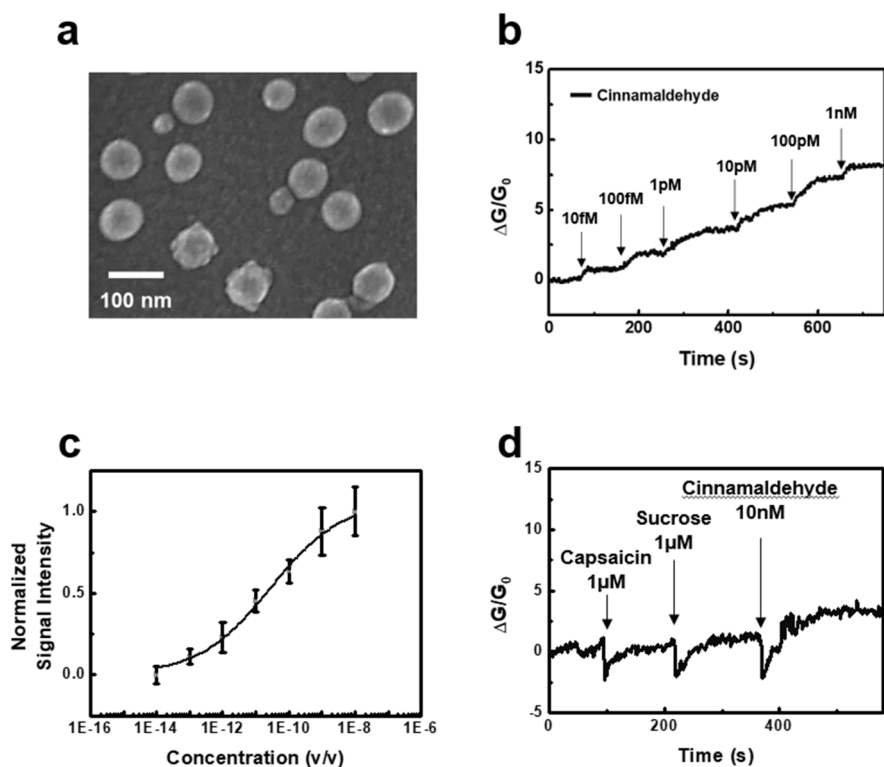 a
100 nm
b
Cinnamaldehyde
15
10
5
0
ΔG/G0
10fM
100fM
1pM
10pM
100pM
1nM
0
200
400
600
Time (s)
c
1.0
0.5
0.0
Normalized
Signal Intensity
1E-16
1E-14
1E-12
1E-10
1E-8
1E-6
Concentration (v/v)
d
15
10
5
0
-5
ΔG/G0
Capsaicin
1μM
Sucrose
1μM
Cinnamaldehyde
10nM
0
200
400
Time (s)